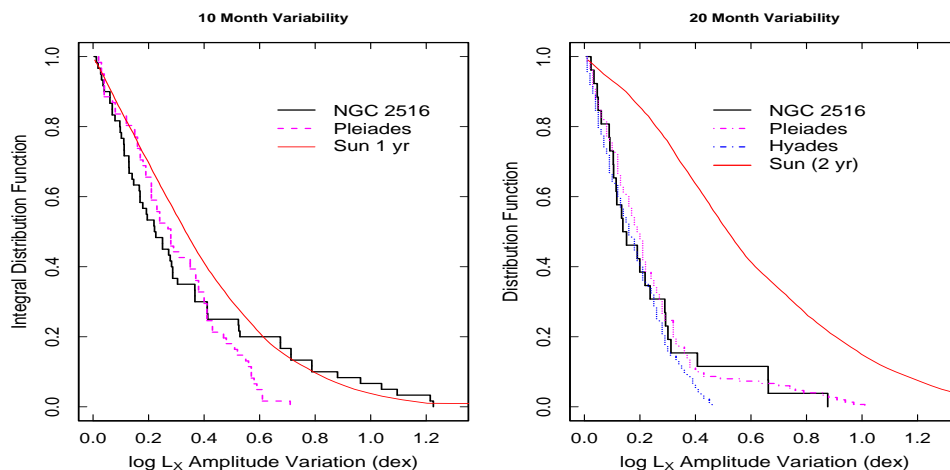 10 Month Variability
Integral Distribution Function
1.0
0.8
0.6
0.4
0.2
0.0
NGC 2516
Pleiades
Sun 1 yr
0.0 0.2 0.4 0.6 0.8 1.0 1.2
log LX Amplitude Variation (dex)
20 Month Variability
Distribution Function
1.0
0.8
0.6
0.4
0.2
0.0
NGC 2516
Pleiades
Hyades
Sun (2 yr)
0.0 0.2 0.4 0.6 0.8 1.0 1.2
log LX Amplitude Variation (dex)